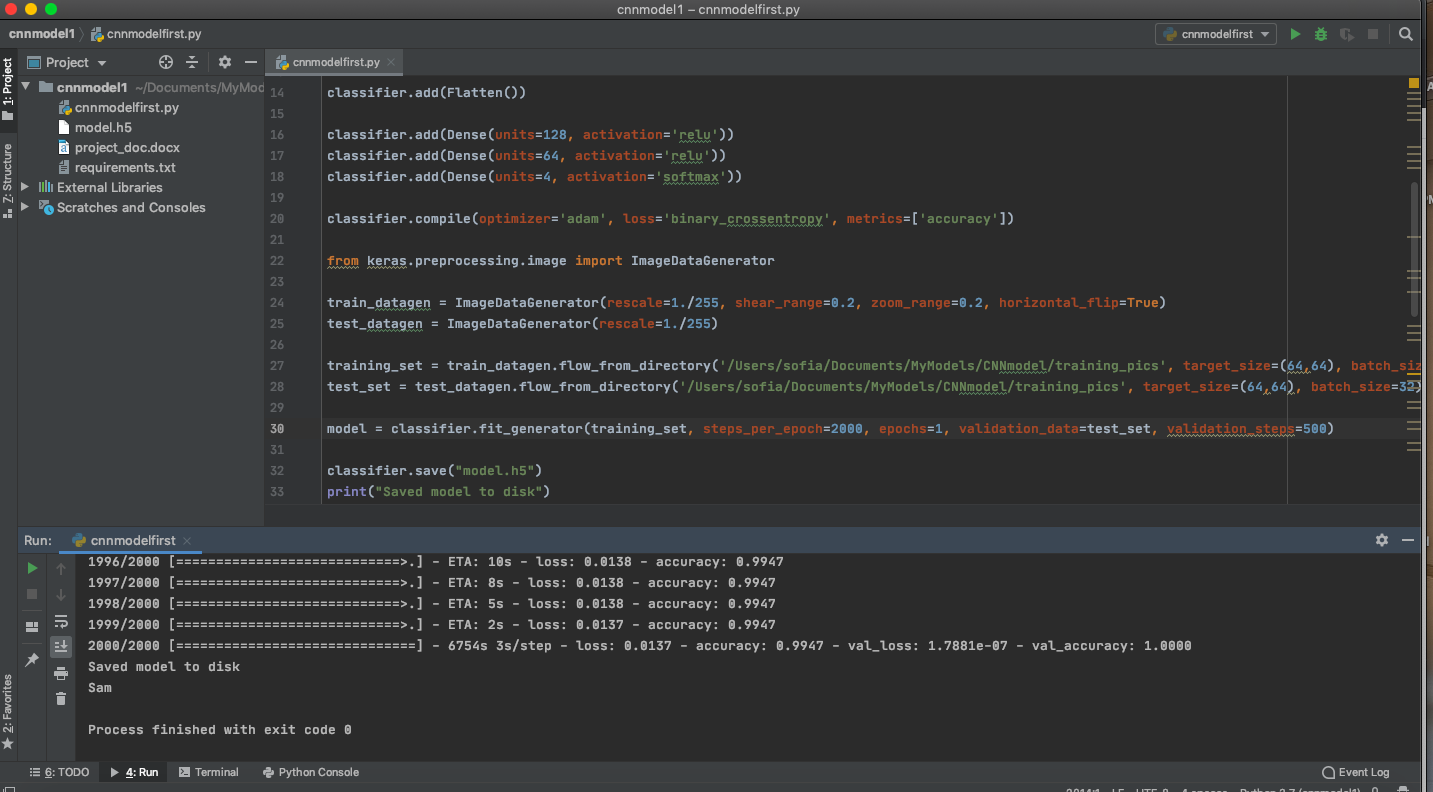 cnnmodel1 – cnnmodelfirst.py
cnnmodel1 cnnmodelfirst.py
cnnmodelfirst
1: Project
Z: Structure
2: Favorites
Project
cnnmodel1 ~/Documents/MyMod
cnnmodelfirst.py
model.h5
project_doc.docx
requirements.txt
External Libraries
Scratches and Consoles
cnnmodelfirst.py
14 classifier.add(Flatten())
15
16 classifier.add(Dense(units=128, activation='relu'))
17 classifier.add(Dense(units=64, activation='relu'))
18 classifier.add(Dense(units=4, activation='softmax'))
19
20 classifier.compile(optimizer='adam', loss='binary_crossentropy', metrics=['accuracy'])
21
22 from keras.preprocessing.image import ImageDataGenerator
23
24 train_datagen = ImageDataGenerator(rescale=1./255, shear_range=0.2, zoom_range=0.2, horizontal_flip=True)
25 test_datagen = ImageDataGenerator(rescale=1./255)
26
27 training_set = train_datagen.flow_from_directory('/Users/sofia/Documents/MyModels/CNNmodel/training_pics', target_size=(64,64), batch_siz
28 test_set = test_datagen.flow_from_directory('/Users/sofia/Documents/MyModels/CNNmodel/training_pics', target_size=(64,64), batch_size=32)
29
30 model = classifier.fit_generator(training_set, steps_per_epoch=2000, epochs=1, validation_data=test_set, validation_steps=500)
31
32 classifier.save("model.h5")
33 print("Saved model to disk")
Run: cnnmodelfirst
1996/2000 [============================>.] - ETA: 10s - loss: 0.0138 - accuracy: 0.9947
1997/2000 [============================>.] - ETA: 8s - loss: 0.0138 - accuracy: 0.9947
1998/2000 [============================>.] - ETA: 5s - loss: 0.0138 - accuracy: 0.9947
1999/2000 [============================>.] - ETA: 2s - loss: 0.0137 - accuracy: 0.9947
2000/2000 [==============================] - 6754s 3s/step - loss: 0.0137 - accuracy: 0.9947 - val_loss: 1.7881e-07 - val_accuracy: 1.0000
Saved model to disk
Sam
Process finished with exit code 0
6: TODO 4: Run Terminal Python Console Event Log